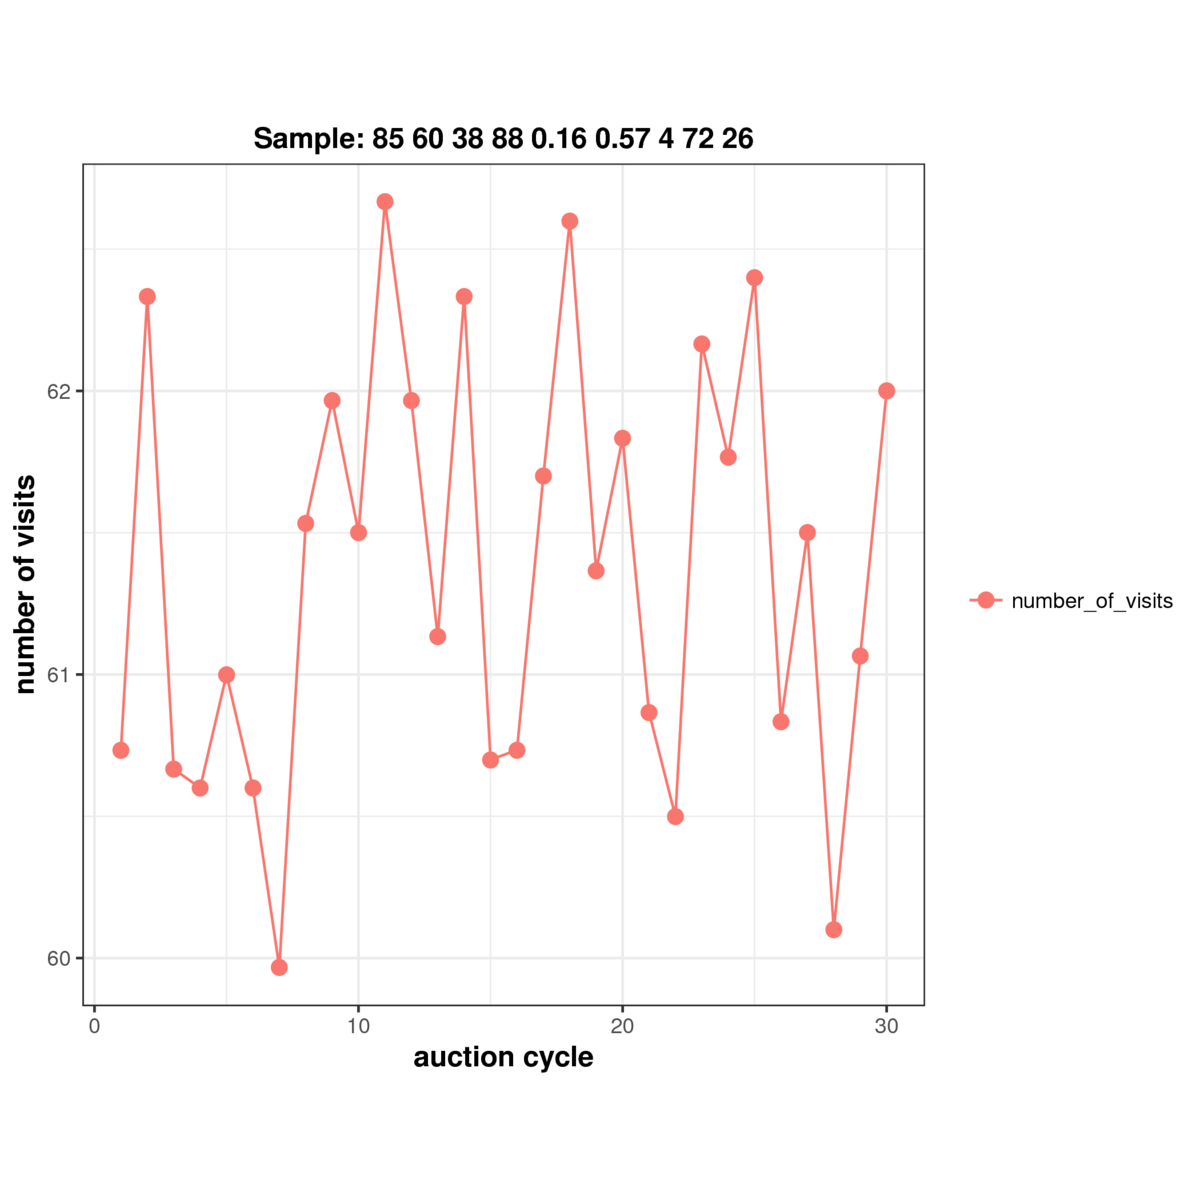 Sample: 85 60 38 88 0.16 0.57 4 72 26
number of visits
62
61
60
0 10 20 30
auction cycle
number_of_visits